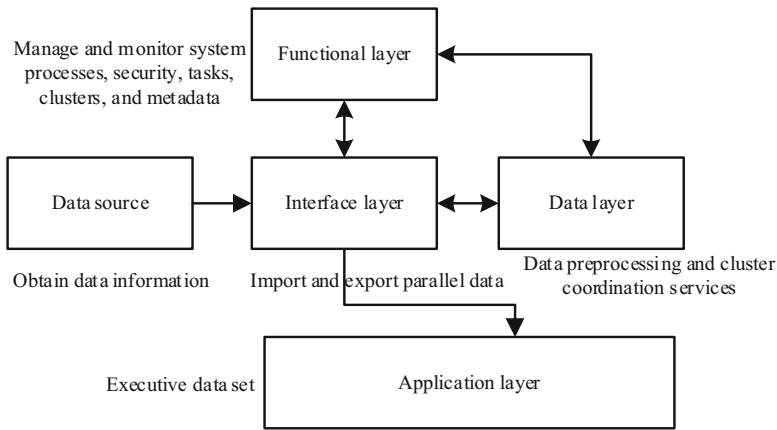 Manage and monitor system
processes, security, tasks,
clusters, and metadata
Functional layer
Data source
Interface layer
Data layer
Obtain data information
Import and export parallel data
Data preprocessing and cluster
coordination services
Executive data set
Application layer